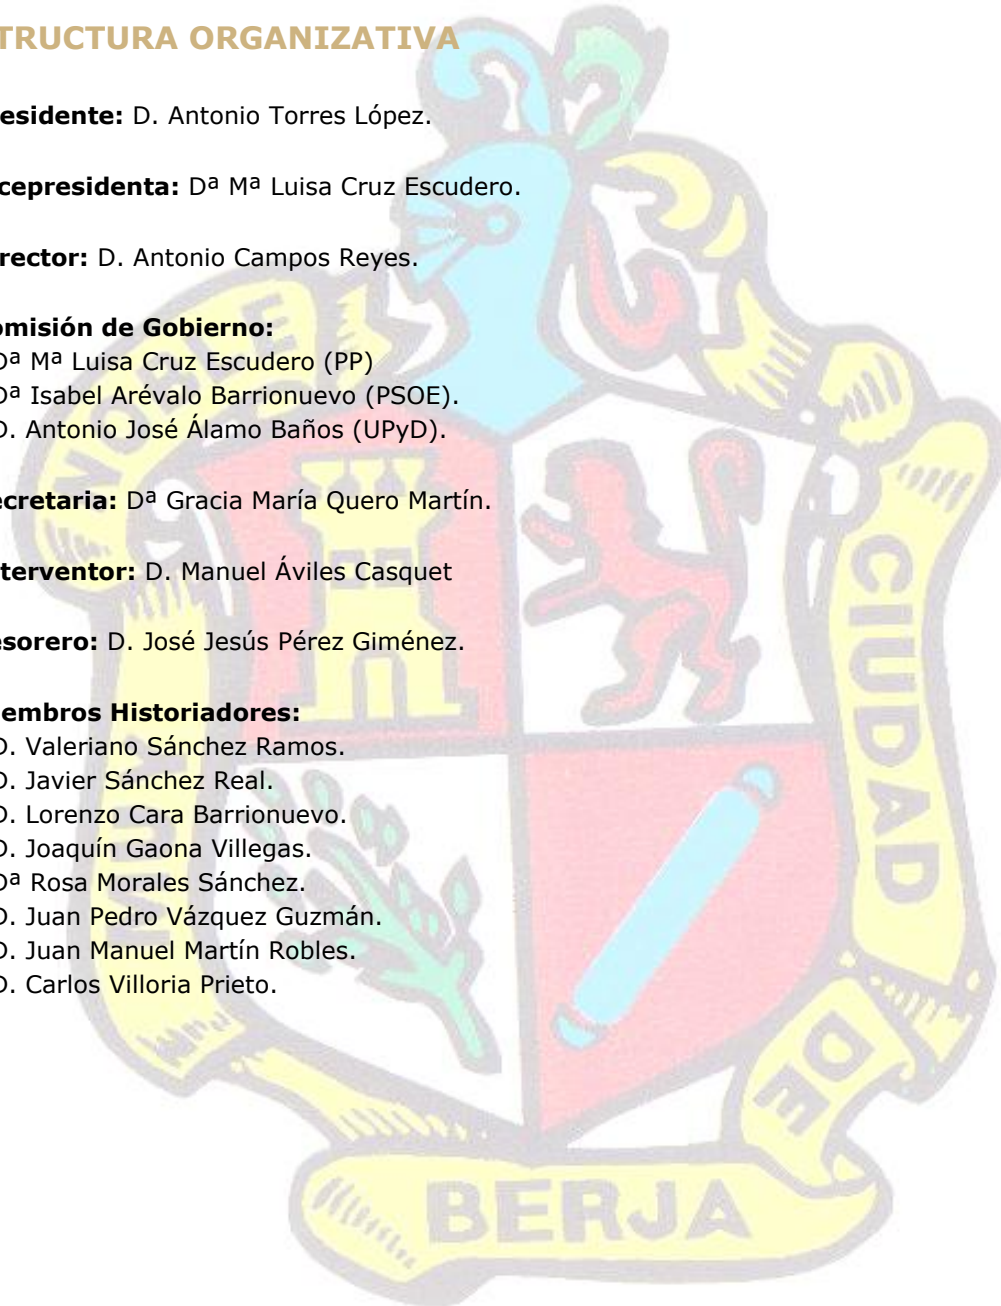 TRUCTURA ORGANIZATIVA
esidente: D. Antonio Torres López.
cepresidenta: Dª Mª Luisa Cruz Escudero.
rector: D. Antonio Campos Reyes.
omisión de Gobierno:
Dª Mª Luisa Cruz Escudero (PP)
Dª Isabel Arévalo Barrionuevo (PSOE).
D. Antonio José Álamo Baños (UPyD).
ecretaria: Dª Gracia María Quero Martín.
terventor: D. Manuel Áviles Casquet
esorero: D. José Jesús Pérez Giménez.
iembros Historiadores:
D. Valeriano Sánchez Ramos.
D. Javier Sánchez Real.
D. Lorenzo Cara Barrionuevo.
D. Joaquín Gaona Villegas.
Dª Rosa Morales Sánchez.
D. Juan Pedro Vázquez Guzmán.
D. Juan Manuel Martín Robles.
D. Carlos Villoria Prieto.
CIUDAD
DE
BERJA